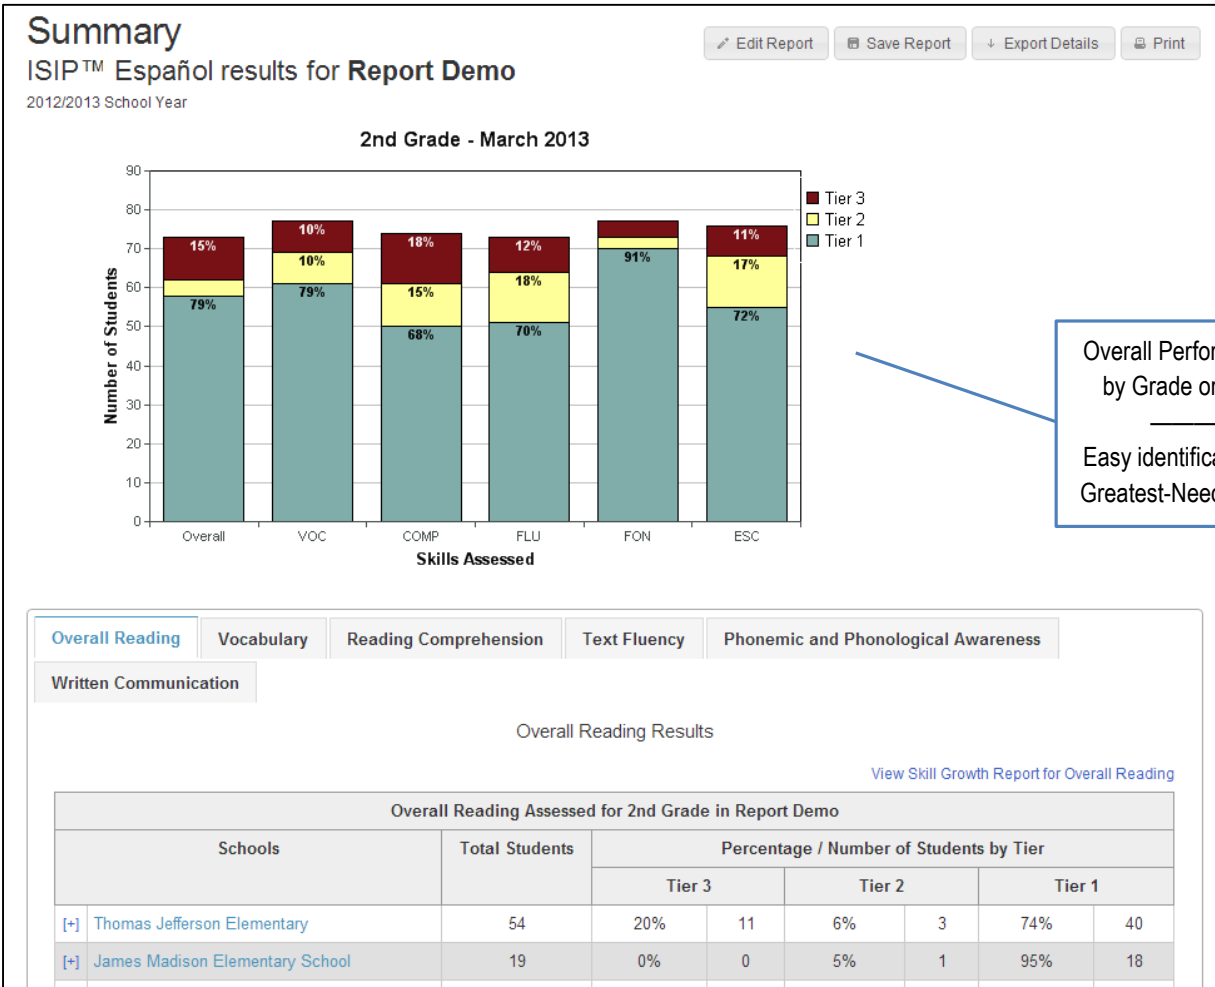 Summary
Edit Report Save Report Export Details Print
ISIP™ Español results for Report Demo
2012/2013 School Year
2nd Grade - March 2013
90
80
70
60
50
40
30
20
10
0
Number of Students
15%
79%
10%
10%
79%
18%
15%
68%
12%
18%
70%
91%
11%
17%
72%
Tier 3
Tier 2
Tier 1
Overall VOC COMP FLU FON ESC
Skills Assessed
Overall
by Grade
Easy
Overall Reading Vocabulary Reading Comprehension Text Fluency Phonemic and Phonological Awareness
Written Communication
Overall Reading Results
View Skill Growth Report for Overall Reading
Overall Reading Assessed for 2nd Grade in Report Demo
Schools Total Students Percentage / Number of Students by Tier
Tier 3 Tier 2 Tier 1
[+] Thomas Jefferson Elementary 54 20% 11 6% 3 74% 40
[+] James Madison Elementary School 19 0% 0 5% 1 95% 18